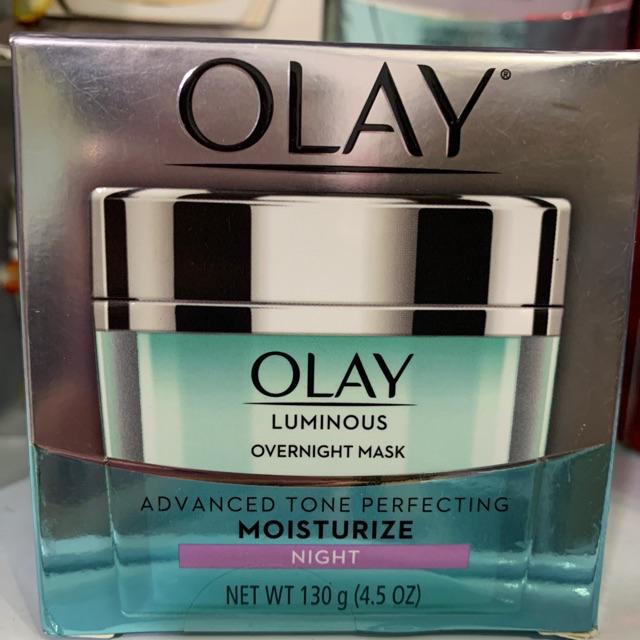 OLAY®
OLAY
LUMINOUS
OVERNIGHT MASK
ADVANCED TONE PERFECTING
MOISTURIZE
NIGHT
NET WT 130 g (4.5 OZ)